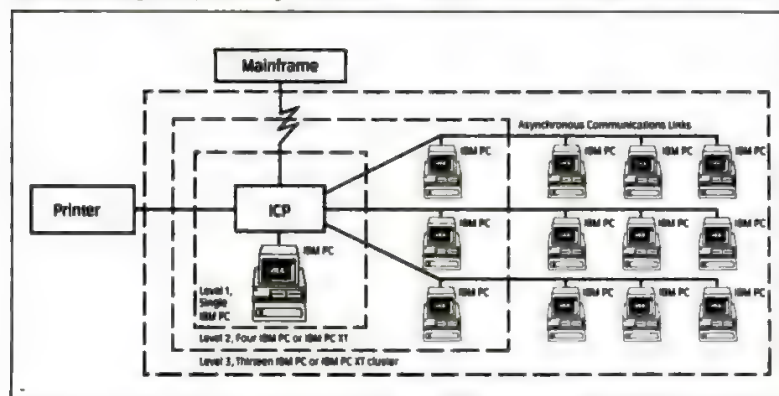 Mainframe
Asynchronous Communications Links
IBM PC IBM PC IBM PC IBM PC
Printer
ICP
IBM PC
IBM PC IBM PC IBM PC IBM PC
Level 1,
Single
IBM PC
IBM PC IBM PC IBM PC IBM PC
Level 2, Four IBM PC or IBM PC XT
Level 3, Thirteen IBM PC or IBM PC XT cluster